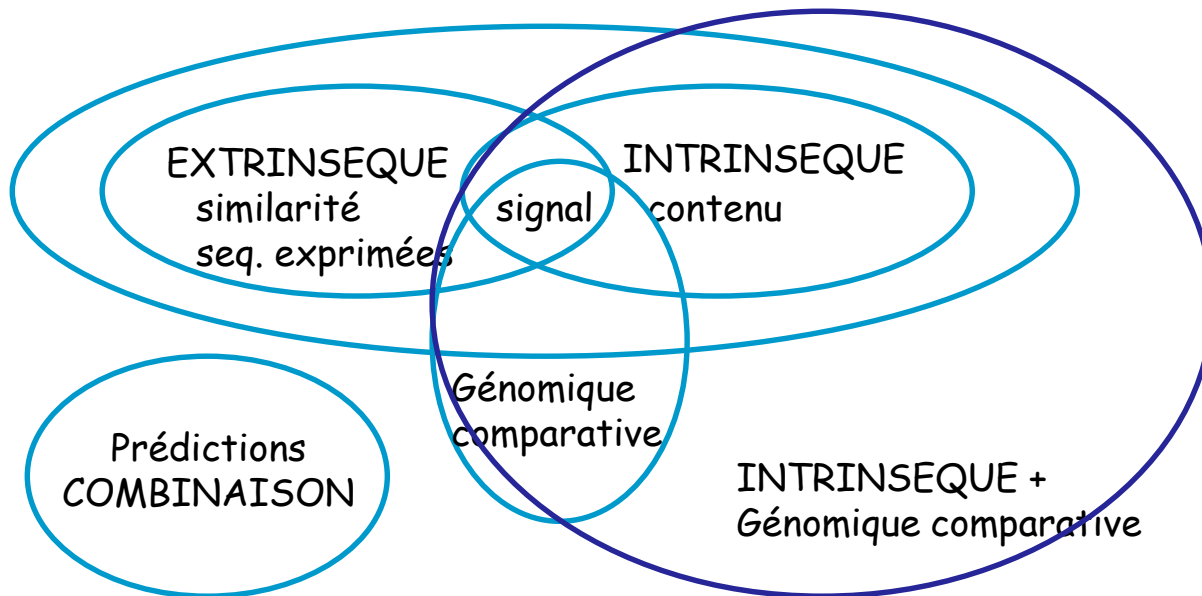 EXTRINSEQUE
similarité
seq. exprimées
signal
INTRINSEQUE
contenu
Génomique
comparative
Prédictions
COMBINAISON
INTRINSEQUE +
Génomique comparative